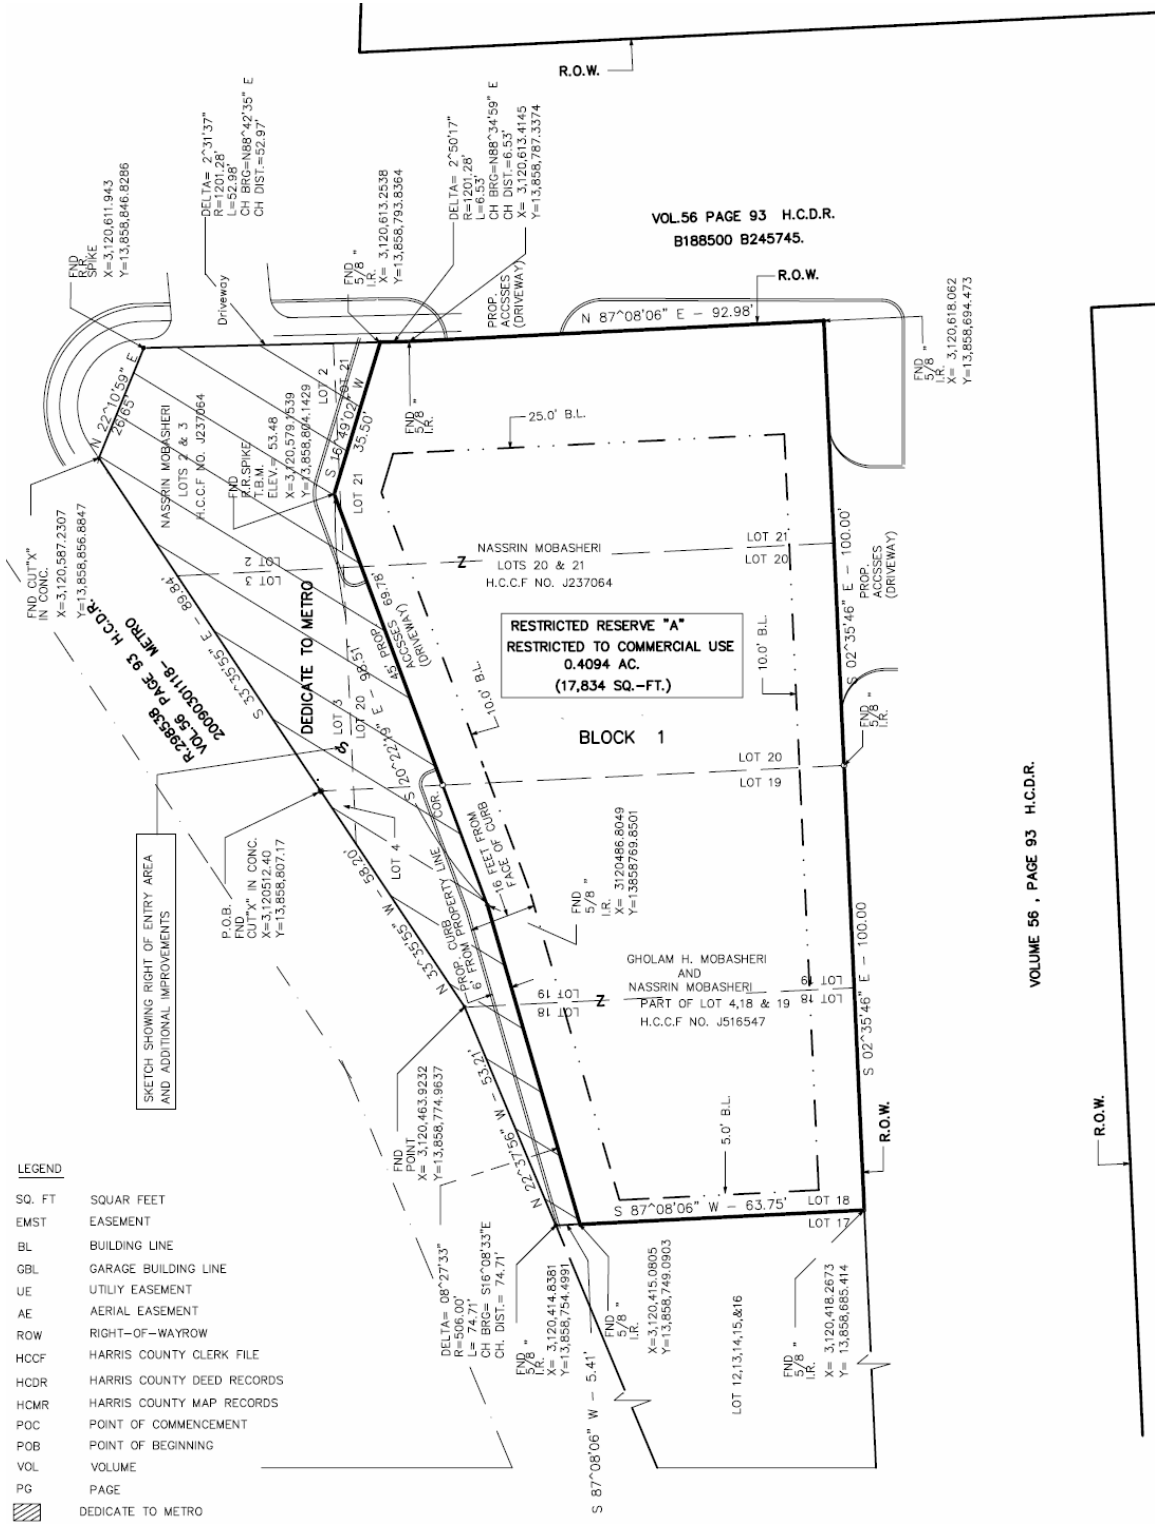 R.O.W.
FND
R.R.
SPIKE
X=3,120,611.943
Y=13,858,846.8286
DELTA= 2^31'37"
R=1201.28'
L=52.98'
CH BRG=N88^42'35" E
CH DIST.=52.97'
Driveway
FND
5/8 "
I.R.
X= 3,120,613.2538
Y=13,858,793.8364
DELTA= 2^50'17"
R=1201.28'
L=6.53'
CH BRG=N88^34'59" E
CH DIST.=6.53'
X= 3,120,613.4145
Y=13,858,787.3374
PROP.
ACCSSES
(DRIVEWAY)
VOL.56 PAGE 93 H.C.D.R.
B188500 B245745.
R.O.W.
N 87^08'06" E - 92.98'
FND
5/8 "
I.R.
X= 3,120,618.062
Y=13,858,694.473
FND CUT"X"
IN CONC.
X=3,120,587.2307
Y=13,858,856.8847
N 22^10'59" E
26.65'
NASSRIN MOBASHERI
LOTS 2 & 3
H.C.C.F NO. J237064
FND
R.R.SPIKE
T.B.M.
ELEV.= 53.48
X=3,120,579.1539
Y=13,858,804.1429
LOT 2
LOT 21
S 16^49'02" W
35.50'
LOT 21
FND
5/8 "
I.R.
25.0' B.L.
R.298538
VOL.56 PAGE 93 H.C.D.R.
20090301118- METRO
S 33^35'55" E - 89.84'
LOT 2
LOT 3
DEDICATE TO METRO
LOT 3
LOT 20
S 20^22'19" E - 98.51'
45' PROP
ACCSES 69.78'
(DRIVEWAY)
Z
NASSRIN MOBASHERI
LOTS 20 & 21
H.C.C.F NO. J237064
LOT 21
LOT 20
S 02^35'46" E - 100.00'
PROP.
ACCSSES
(DRIVEWAY)
RESTRICTED RESERVE "A"
RESTRICTED TO COMMERCIAL USE
0.4094 AC.
(17,834 SQ.-FT.)
10.0' B.L.
10.0' B.L.
BLOCK 1
S
FND
5/8 "
I.R.
LOT 20
LOT 19
SKETCH SHOWING RIGHT OF ENTRY AREA
AND ADDITIONAL IMPROVEMENTS
P.O.B.
FND
CUT"X" IN CONC.
X=3,120512.40
Y=13,858,807.17
LOT 4
N 33^35'55" W - 58.20'
COR.
PROP. CURB
6' FROM PROPERTY LINE
16 FEET FROM
FACE OF CURB
FND
5/8 "
I.R.
X= 3120486.8049
Y=13858769.8501
VOLUME 56 , PAGE 93 H.C.D.R.
GHOLAM H. MOBASHERI
AND
NASSRIN MOBASHERI
PART OF LOT 4,18 & 19
H.C.C.F NO. J516547
Z
LOT 19
LOT 18
LOT 19
LOT 18
S 02^35'46" E - 100.00
FND
POINT
X= 3,120,463.9232
Y=13,858,774.9637
N 22^37'56" W - 53.21'
5.0' B.L.
R.O.W.
R.O.W.
S 87^08'06" W - 63.75'
LOT 18
LOT 17
DELTA= 08^27'33"
R=506.00'
L= 74.71'
CH BRG= S16^08'33"E
CH. DIST.= 74.71'
FND
5/8 "
I.R.
X= 3,120,414.8381
Y=13,858,754.4991
S 87^08'06" W - 5.41'
FND
5/8 "
I.R.
X=3,120,415.0805
Y=13,858,749.0903
LOT 12,13,14,15,&16
FND
5/8 "
I.R.
X= 3,120,418.2673
Y= 13,858,685.414
LEGEND
SQ. FT SQUAR FEET
EMST EASEMENT
BL BUILDING LINE
GBL GARAGE BUILDING LINE
UE UTILIY EASEMENT
AE AERIAL EASEMENT
ROW RIGHT-OF-WAYROW
HCCF HARRIS COUNTY CLERK FILE
HCDR HARRIS COUNTY DEED RECORDS
HCMR HARRIS COUNTY MAP RECORDS
POC POINT OF COMMENCEMENT
POB POINT OF BEGINNING
VOL VOLUME
PG PAGE
DEDICATE TO METRO